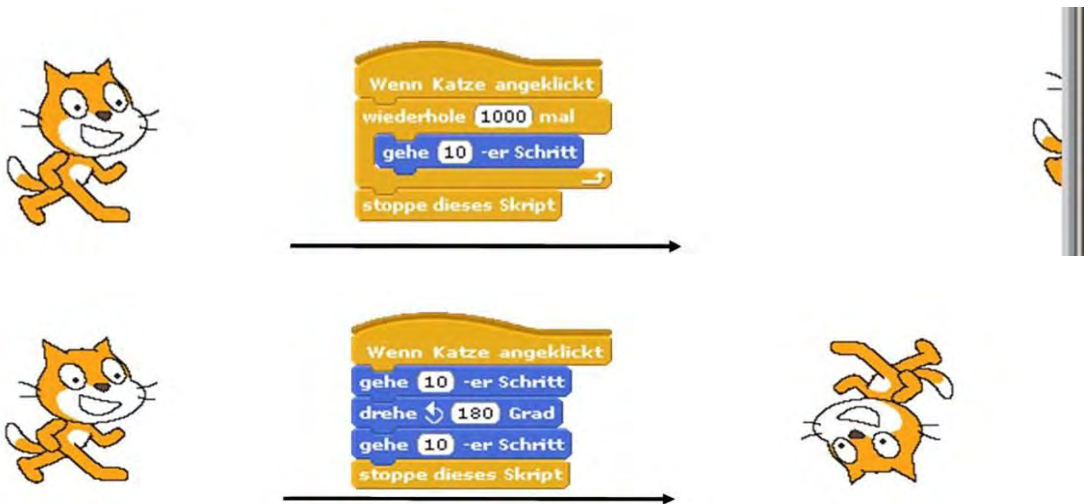 Wenn Katze angeklickt
wiederhole 1000 mal
gehe 10 -er Schritt
stoppe dieses Skript
Wenn Katze angeklickt
gehe 10 -er Schritt
drehe 180 Grad
gehe 10 -er Schritt
stoppe dieses Skript